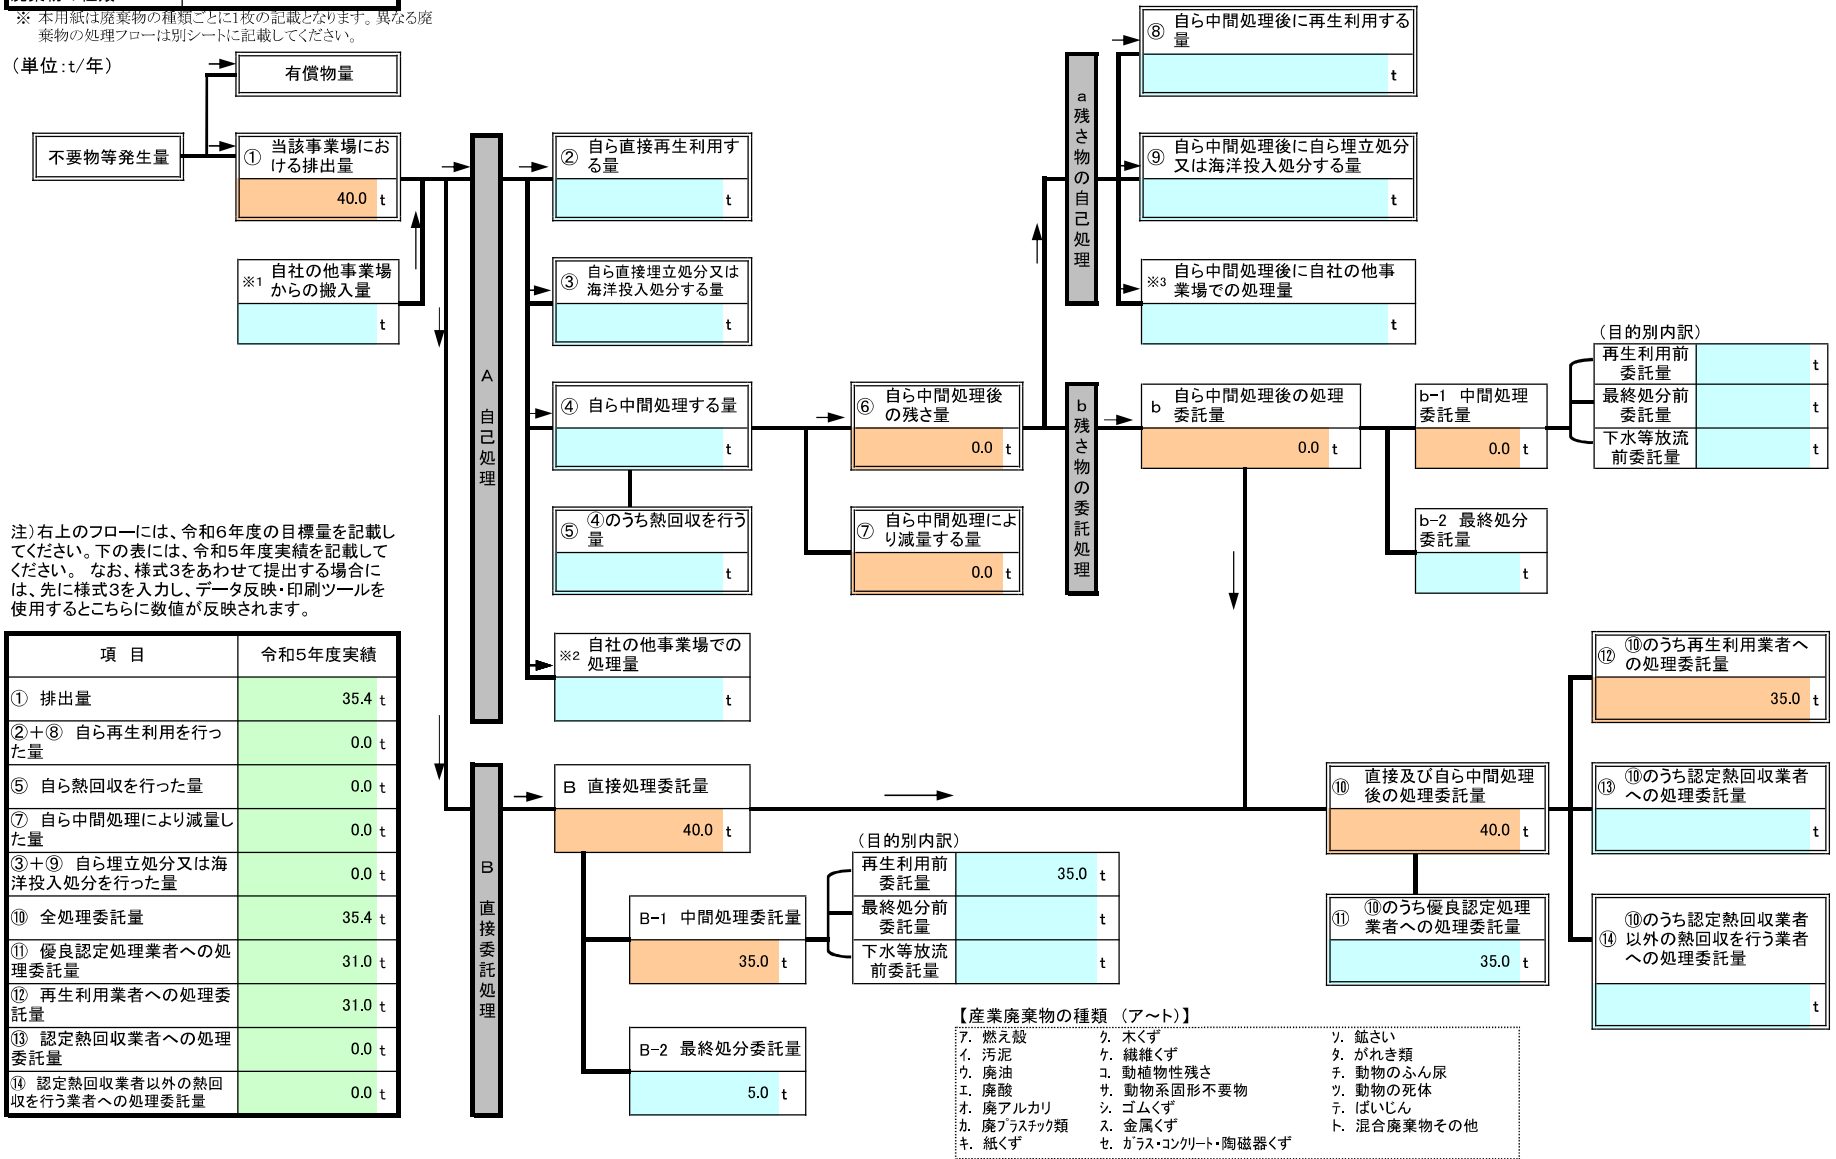 ※ 本用紙は廃棄物の種類ごとに1枚の記載となります。異なる廃
棄物の処理フローは別シートに記載してください。
（単位:t/年）
有償物量
不要物等発生量
① 当該事業場にお
ける排出量
40.0 t
※1 自社の他事業場
からの搬入量
t
A 自己処理
② 自ら直接再生利用す
る量
t
③ 自ら直接埋立処分又は
海洋投入処分する量
t
④ 自ら中間処理する量
t
⑤ ④のうち熱回収を行う
量
t
※2 自社の他事業場での
処理量
t
⑥ 自ら中間処理後
の残さ量
0.0 t
⑦ 自ら中間処理によ
り減量する量
0.0 t
a残さ物の自己処理
⑧ 自ら中間処理後に再生利用する
量
t
⑨ 自ら中間処理後に自ら埋立処分
又は海洋投入処分する量
t
※3 自ら中間処理後に自社の他事
業場での処理量
t
b残さ物の委託処理
b 自ら中間処理後の処理
委託量
0.0 t
b-1 中間処理
委託量
0.0 t
b-2 最終処分
委託量
t
（目的別内訳）
再生利用前
委託量
t
最終処分前
委託量
t
下水等放流
前委託量
t
注）右上のフローには、令和6年度の目標量を記載し
てください。下の表には、令和5年度実績を記載して
ください。 なお、様式3をあわせて提出する場合に
は、先に様式3を入力し、データ反映・印刷ツールを
使用するとこちらに数値が反映されます。
項 目 令和5年度実績
① 排出量 35.4 t
②＋⑧ 自ら再生利用を行っ
た量
0.0 t
⑤ 自ら熱回収を行った量 0.0 t
⑦ 自ら中間処理により減量し
た量
0.0 t
③＋⑨ 自ら埋立処分又は海
洋投入処分を行った量
0.0 t
⑩ 全処理委託量 35.4 t
⑪ 優良認定処理業者への処
理委託量
31.0 t
⑫ 再生利用業者への処理委
託量
31.0 t
⑬ 認定熱回収業者への処理
委託量
0.0 t
⑭ 認定熱回収業者以外の熱回
収を行う業者への処理委託量
0.0 t
B 直接委託処理
B 直接処理委託量
40.0 t
B-1 中間処理委託量
35.0 t
B-2 最終処分委託量
5.0 t
（目的別内訳）
再生利用前
委託量
35.0 t
最終処分前
委託量
t
下水等放流
前委託量
t
⑩ 直接及び自ら中間処理
後の処理委託量
40.0 t
⑪ ⑩のうち優良認定処理
業者への処理委託量
35.0 t
⑫ ⑩のうち再生利用業者へ
の処理委託量
35.0 t
⑬ ⑩のうち認定熱回収業者
への処理委託量
t
⑭ ⑩のうち認定熱回収業者
以外の熱回収を行う業者
への処理委託量
t
【産業廃棄物の種類 （ア～ト）】
ア. 燃え殻 ク. 木くず ソ. 鉱さい
イ. 汚泥 ケ. 繊維くず タ. がれき類
ウ. 廃油 コ. 動植物性残さ チ. 動物のふん尿
エ. 廃酸 サ. 動物系固形不要物 ツ. 動物の死体
オ. 廃アルカリ シ. ゴムくず テ. ばいじん
カ. 廃プラスチック類 ス. 金属くず ト. 混合廃棄物その他
キ. 紙くず セ. ガラス・コンクリート・陶磁器くず